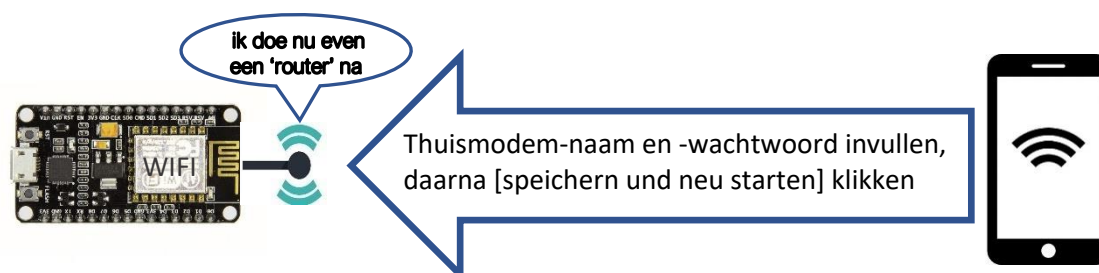 ik doe nu even
een ‘router’ na
Thuismodem-naam en -wachtwoord invullen,
daarna [speichern und neu starten] klikken
WIFI